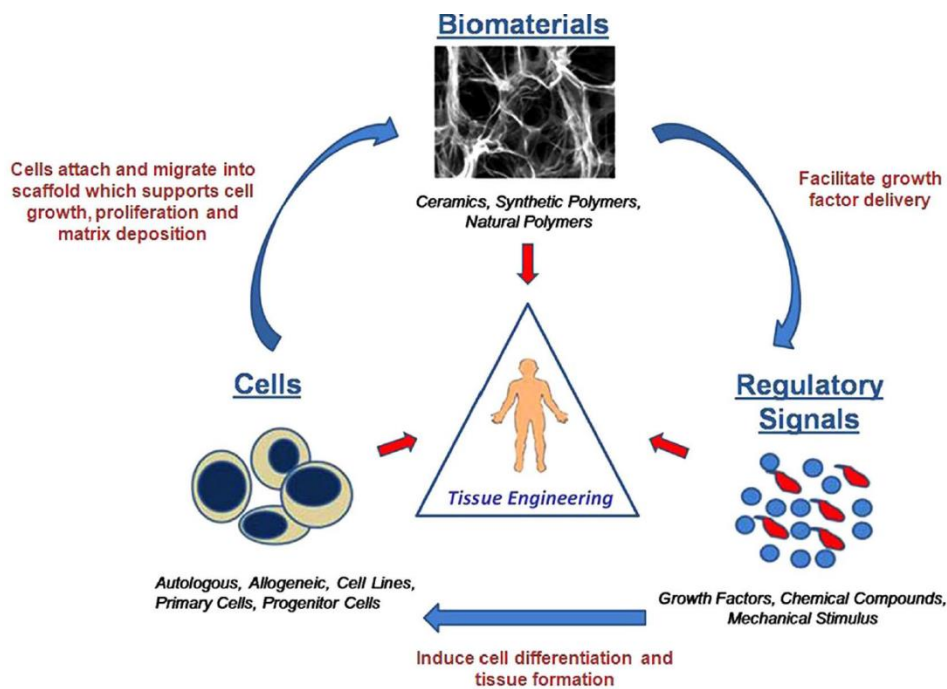 Biomaterials
Cells attach and migrate into
scaffold which supports cell
growth, proliferation and
matrix deposition
Facilitate growth
factor delivery
Ceramics, Synthetic Polymers,
Natural Polymers
Cells
Regulatory
Signals
Tissue Engineering
Autologous, Allogeneic, Cell Lines,
Primary Cells, Progenitor Cells
Growth Factors, Chemical Compounds,
Mechanical Stimulus
Induce cell differentiation and
tissue formation